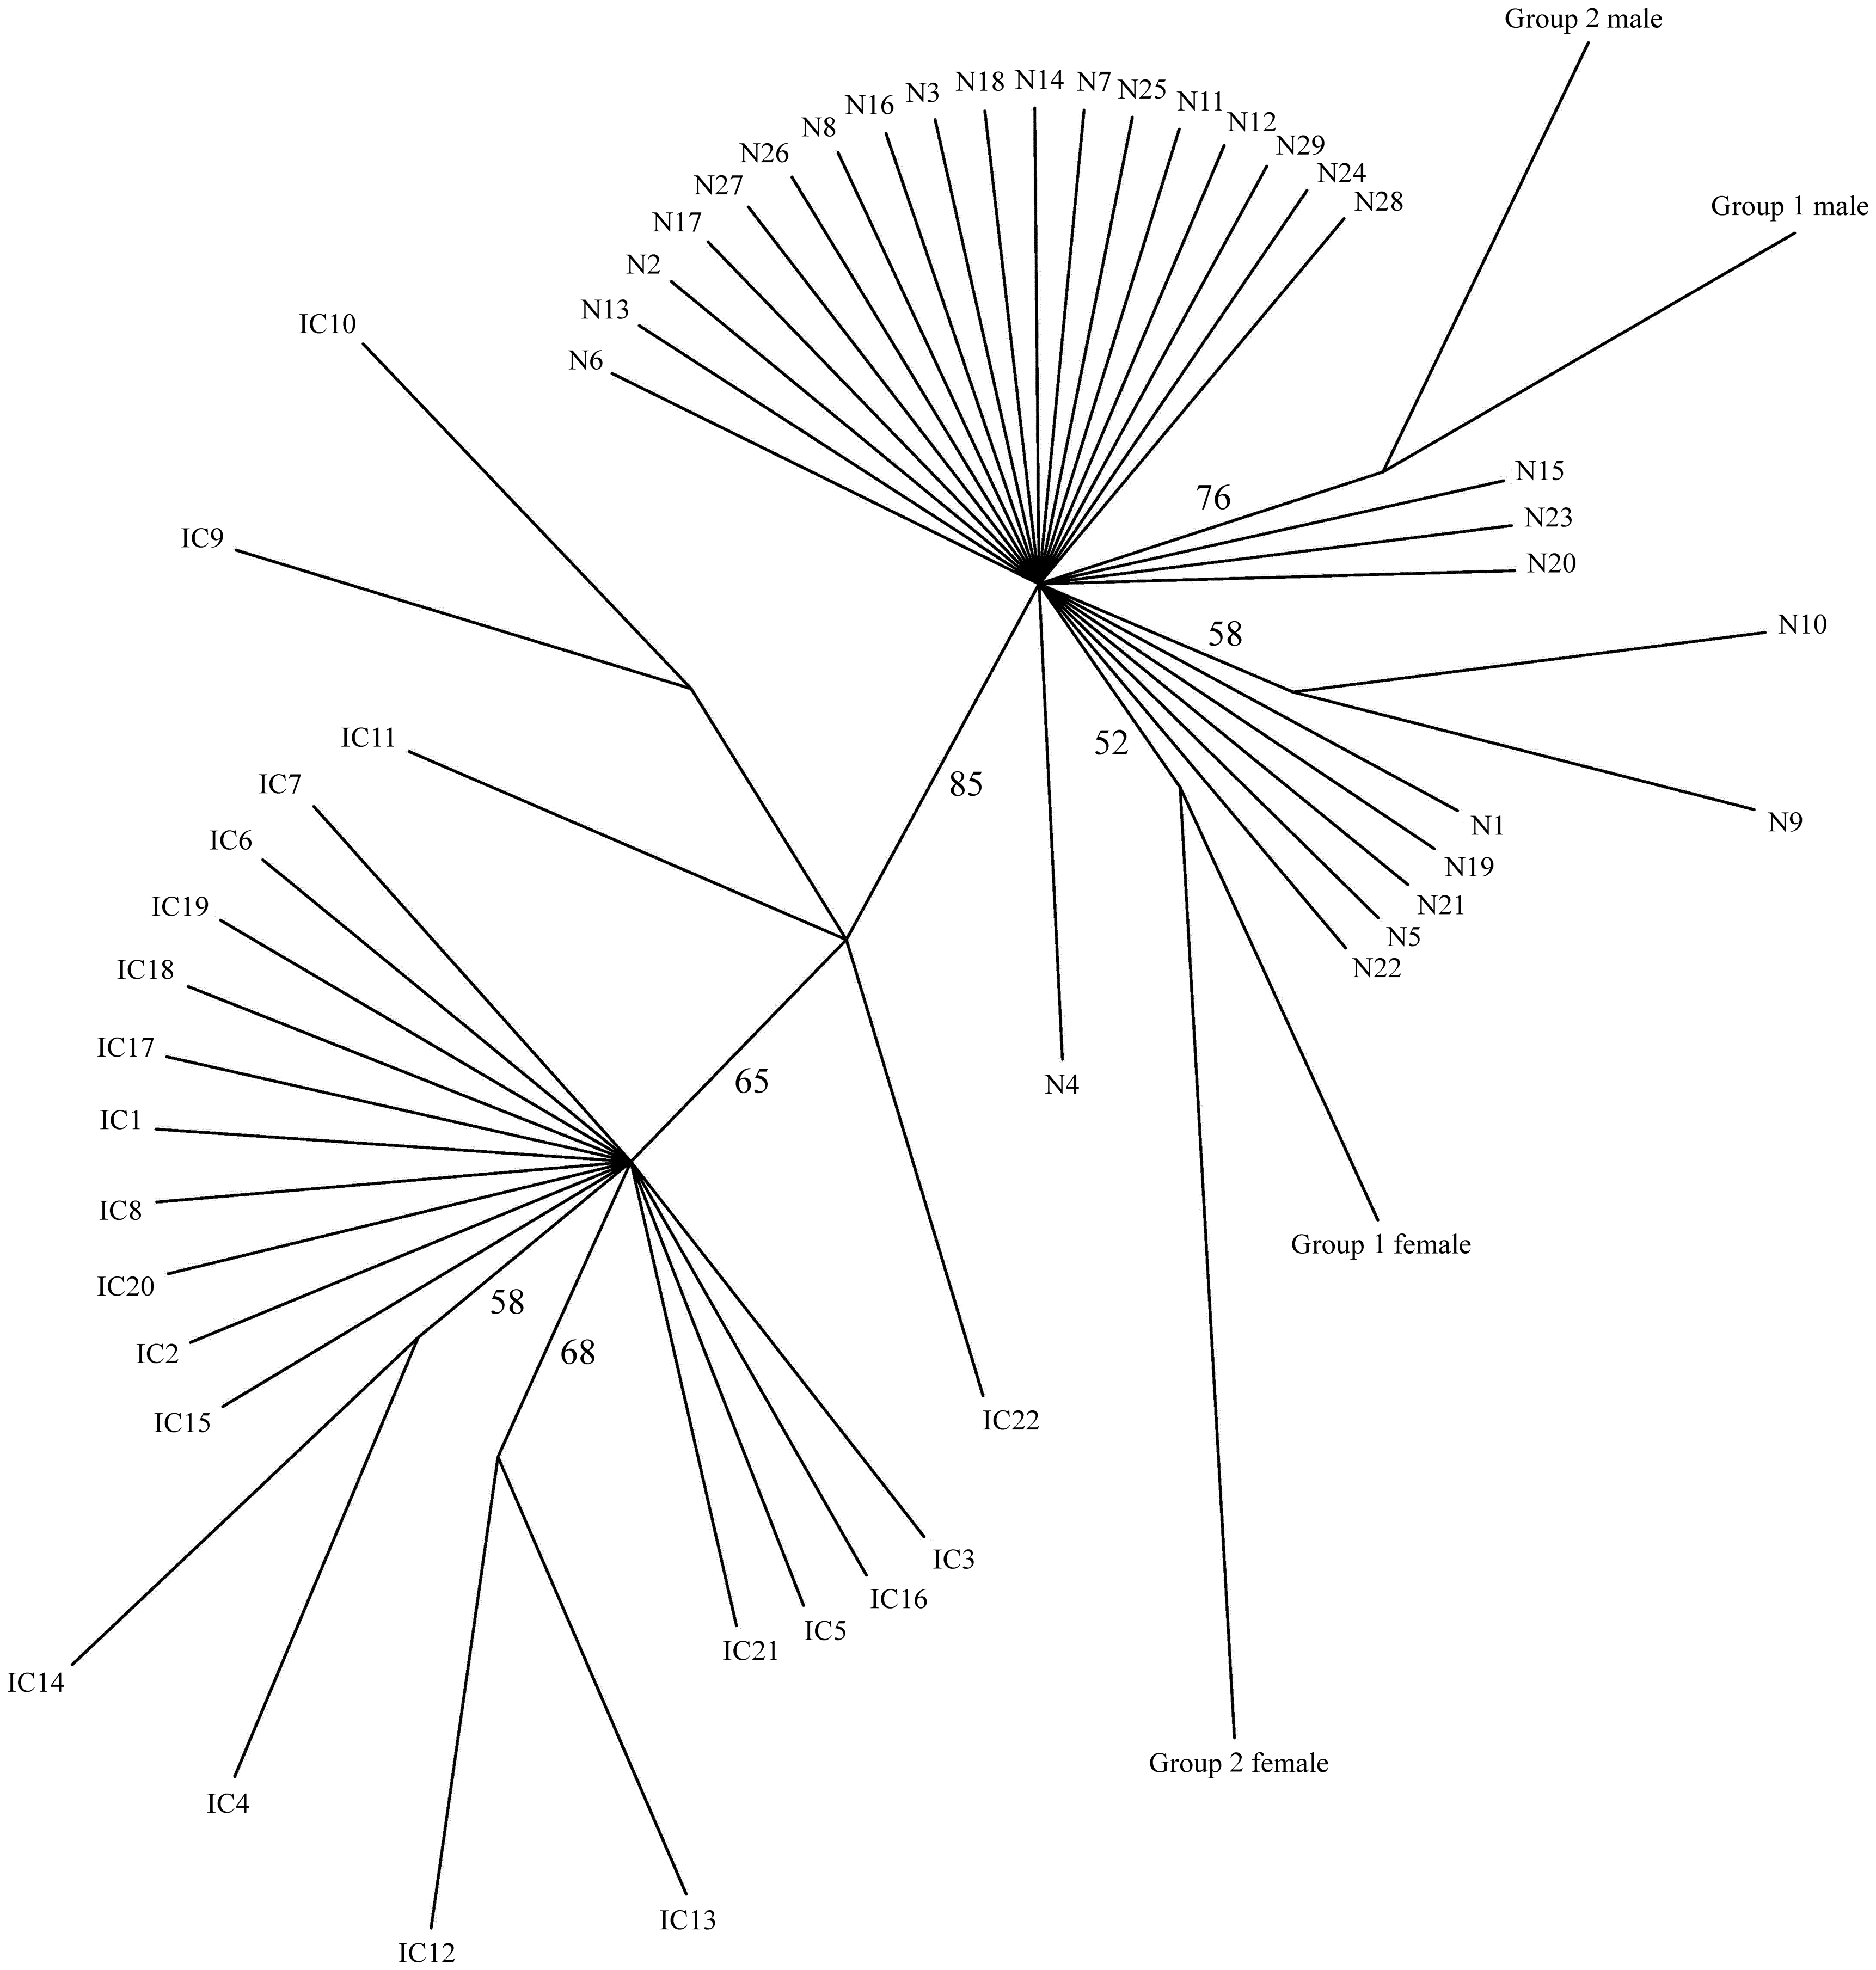 Group 2 male
N14
N18
N7
N25
N3
N11
N16
N12
N8
N29
N26
N24
N27
N28
Group 1 male
N17
N2
N13
IC10
N6
N15
76
N23
IC9
N20
N10
58
IC11
52
IC7
85
N9
N1
IC6
N19
IC19
N21
N5
IC18
N22
IC17
65
N4
IC1
IC8
Group 1 female
IC20
58
68
IC2
IC15
IC22
IC3
IC16
IC5
IC21
IC14
Group 2 female
IC4
IC13
IC12